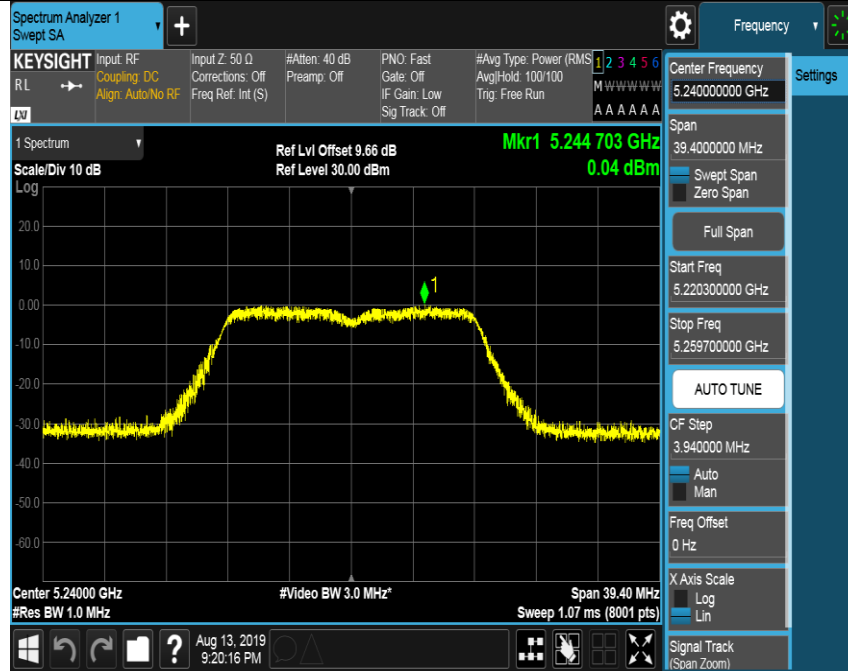 Spectrum Analyzer 1
Swept SA
+
Frequency
KEYSIGHT
RL
LXI
Input: RF
Coupling: DC
Align: Auto/No RF
Input Z: 50 Ω
Corrections: Off
Freq Ref: Int (S)
#Atten: 40 dB
Preamp: Off
PNO: Fast
Gate: Off
IF Gain: Low
Sig Track: Off
#Avg Type: Power (RMS
Avg|Hold: 100/100
Trig: Free Run
1 2 3 4 5 6
M W W W W W
A A A A A A
Center Frequency
5.240000000 GHz
Settings
Span
39.4000000 MHz
Swept Span
Zero Span
Full Span
Start Freq
5.220300000 GHz
Stop Freq
5.259700000 GHz
AUTO TUNE
CF Step
3.940000 MHz
Auto
Man
Freq Offset
0 Hz
X Axis Scale
Log
Lin
Signal Track
(Span Zoom)
1 Spectrum
Scale/Div 10 dB
Log
Ref Lvl Offset 9.66 dB
Ref Level 30.00 dBm
Mkr1 5.244 703 GHz
0.04 dBm
20.0
10.0
0.00
-10.0
-20.0
-30.0
-40.0
-50.0
-60.0
1
Center 5.24000 GHz
#Res BW 1.0 MHz
#Video BW 3.0 MHz*
Span 39.40 MHz
Sweep 1.07 ms (8001 pts)
?
Aug 13, 2019
9:20:16 PM